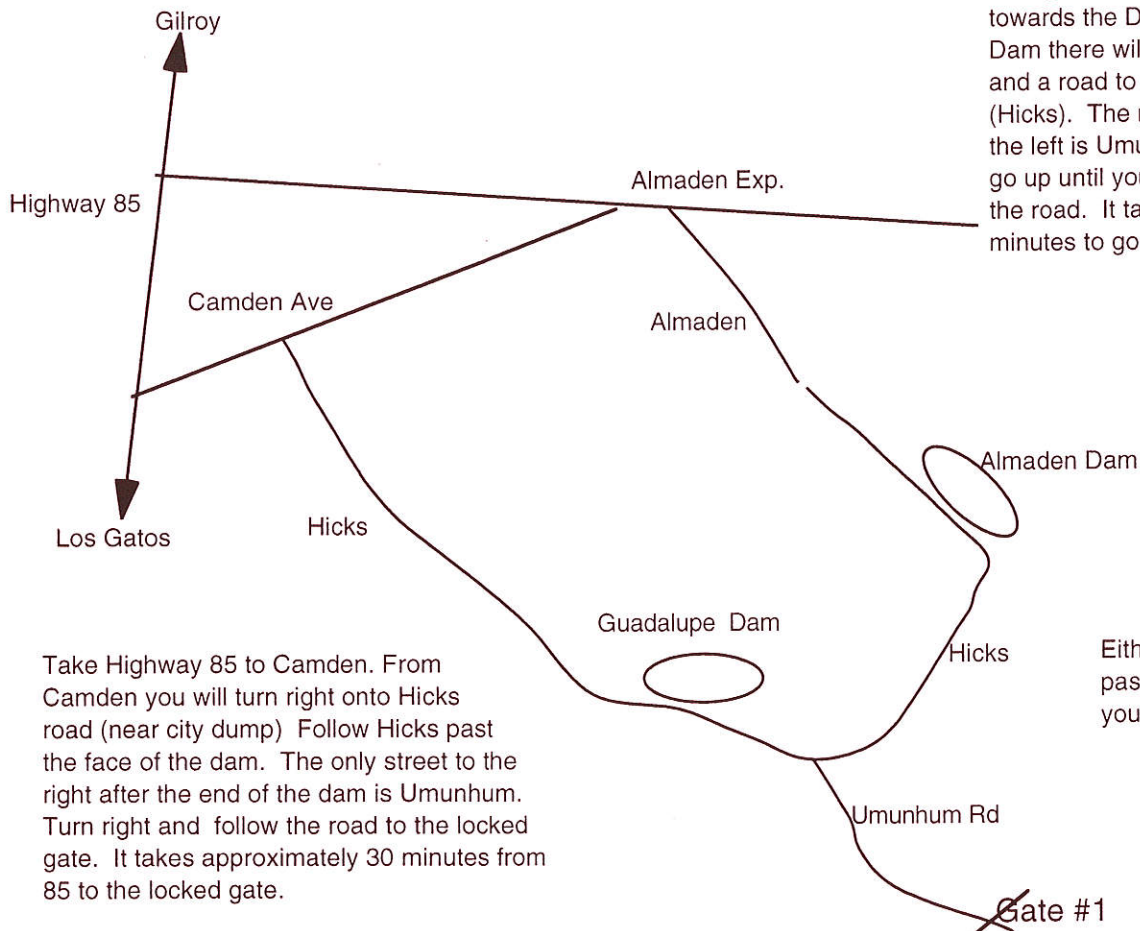 Gilroy
towards the D
Dam there wil
and a road to
(Hicks). The
the left is Umu
go up until you
the road. It ta
minutes to go
Highway 85
Almaden Exp.
Camden Ave
Almaden
Almaden Dam
Los Gatos
Hicks
Guadalupe Dam
Hicks
Eith
pas
you
Take Highway 85 to Camden. From
Camden you will turn right onto Hicks
road (near city dump) Follow Hicks past
the face of the dam. The only street to the
right after the end of the dam is Umunhum.
Turn right and follow the road to the locked
gate. It takes approximately 30 minutes from
85 to the locked gate.
Umunhum Rd
Gate #1